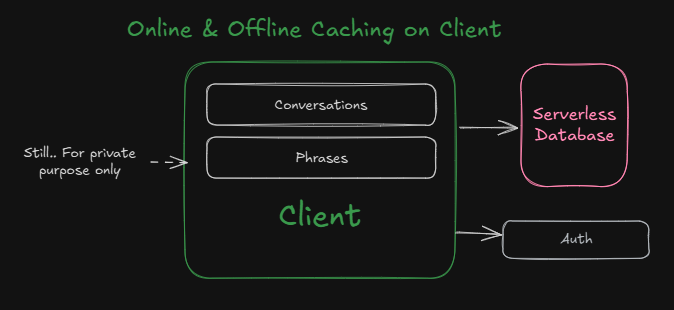 Online & Offline Caching on Client
Conversations
Serverless
Database
Still.. For private
purpose only
Phrases
Client
Auth